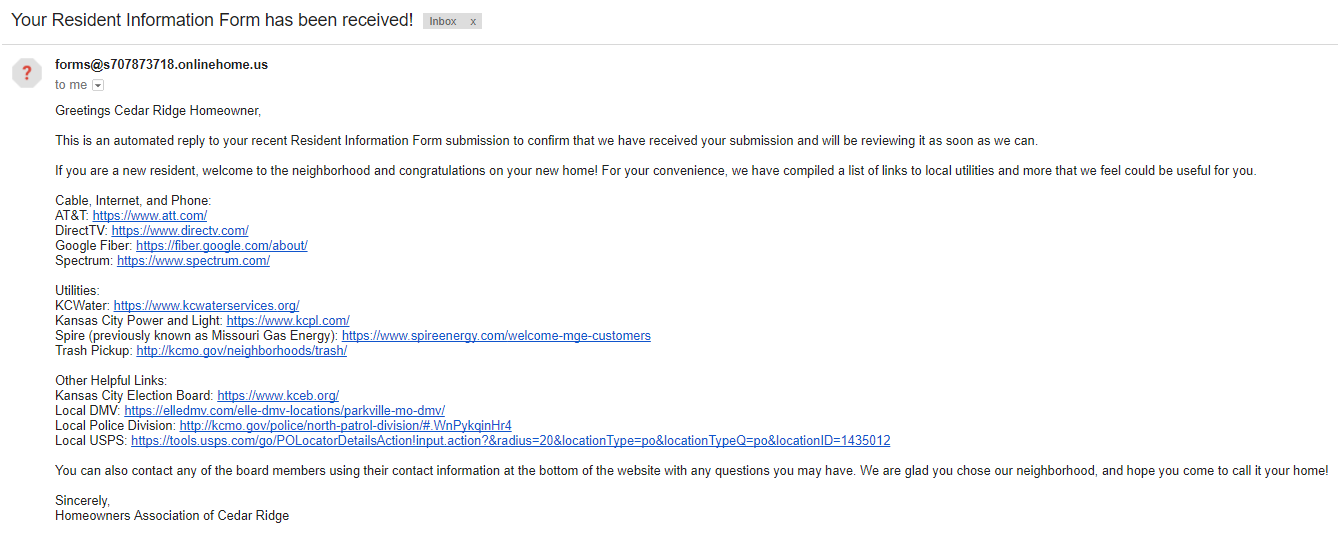 Your Resident Information Form has been received! Inbox x
?
forms@s707873718.onlinehome.us
to me
Greetings Cedar Ridge Homeowner,
This is an automated reply to your recent Resident Information Form submission to confirm that we have received your submission and will be reviewing it as soon as we can.
If you are a new resident, welcome to the neighborhood and congratulations on your new home! For your convenience, we have compiled a list of links to local utilities and more that we feel could be useful for you.
Cable, Internet, and Phone:
AT&T: https://www.att.com/
DirectTV: https://www.directv.com/
Google Fiber: https://fiber.google.com/about/
Spectrum: https://www.spectrum.com/
Utilities:
KCWater: https://www.kcwaterservices.org/
Kansas City Power and Light: https://www.kcpl.com/
Spire (previously known as Missouri Gas Energy): https://www.spireenergy.com/welcome-mge-customers
Trash Pickup: http://kcmo.gov/neighborhoods/trash/
Other Helpful Links:
Kansas City Election Board: https://www.kceb.org/
Local DMV: https://elledmv.com/elle-dmv-locations/parkville-mo-dmv/
Local Police Division: http://kcmo.gov/police/north-patrol-division/#.WnPykqinHr4
Local USPS: https://tools.usps.com/go/POLocatorDetailsAction!input.action?&radius=20&locationType=po&locationTypeQ=po&locationID=1435012
You can also contact any of the board members using their contact information at the bottom of the website with any questions you may have. We are glad you chose our neighborhood, and hope you come to call it your home!
Sincerely,
Homeowners Association of Cedar Ridge